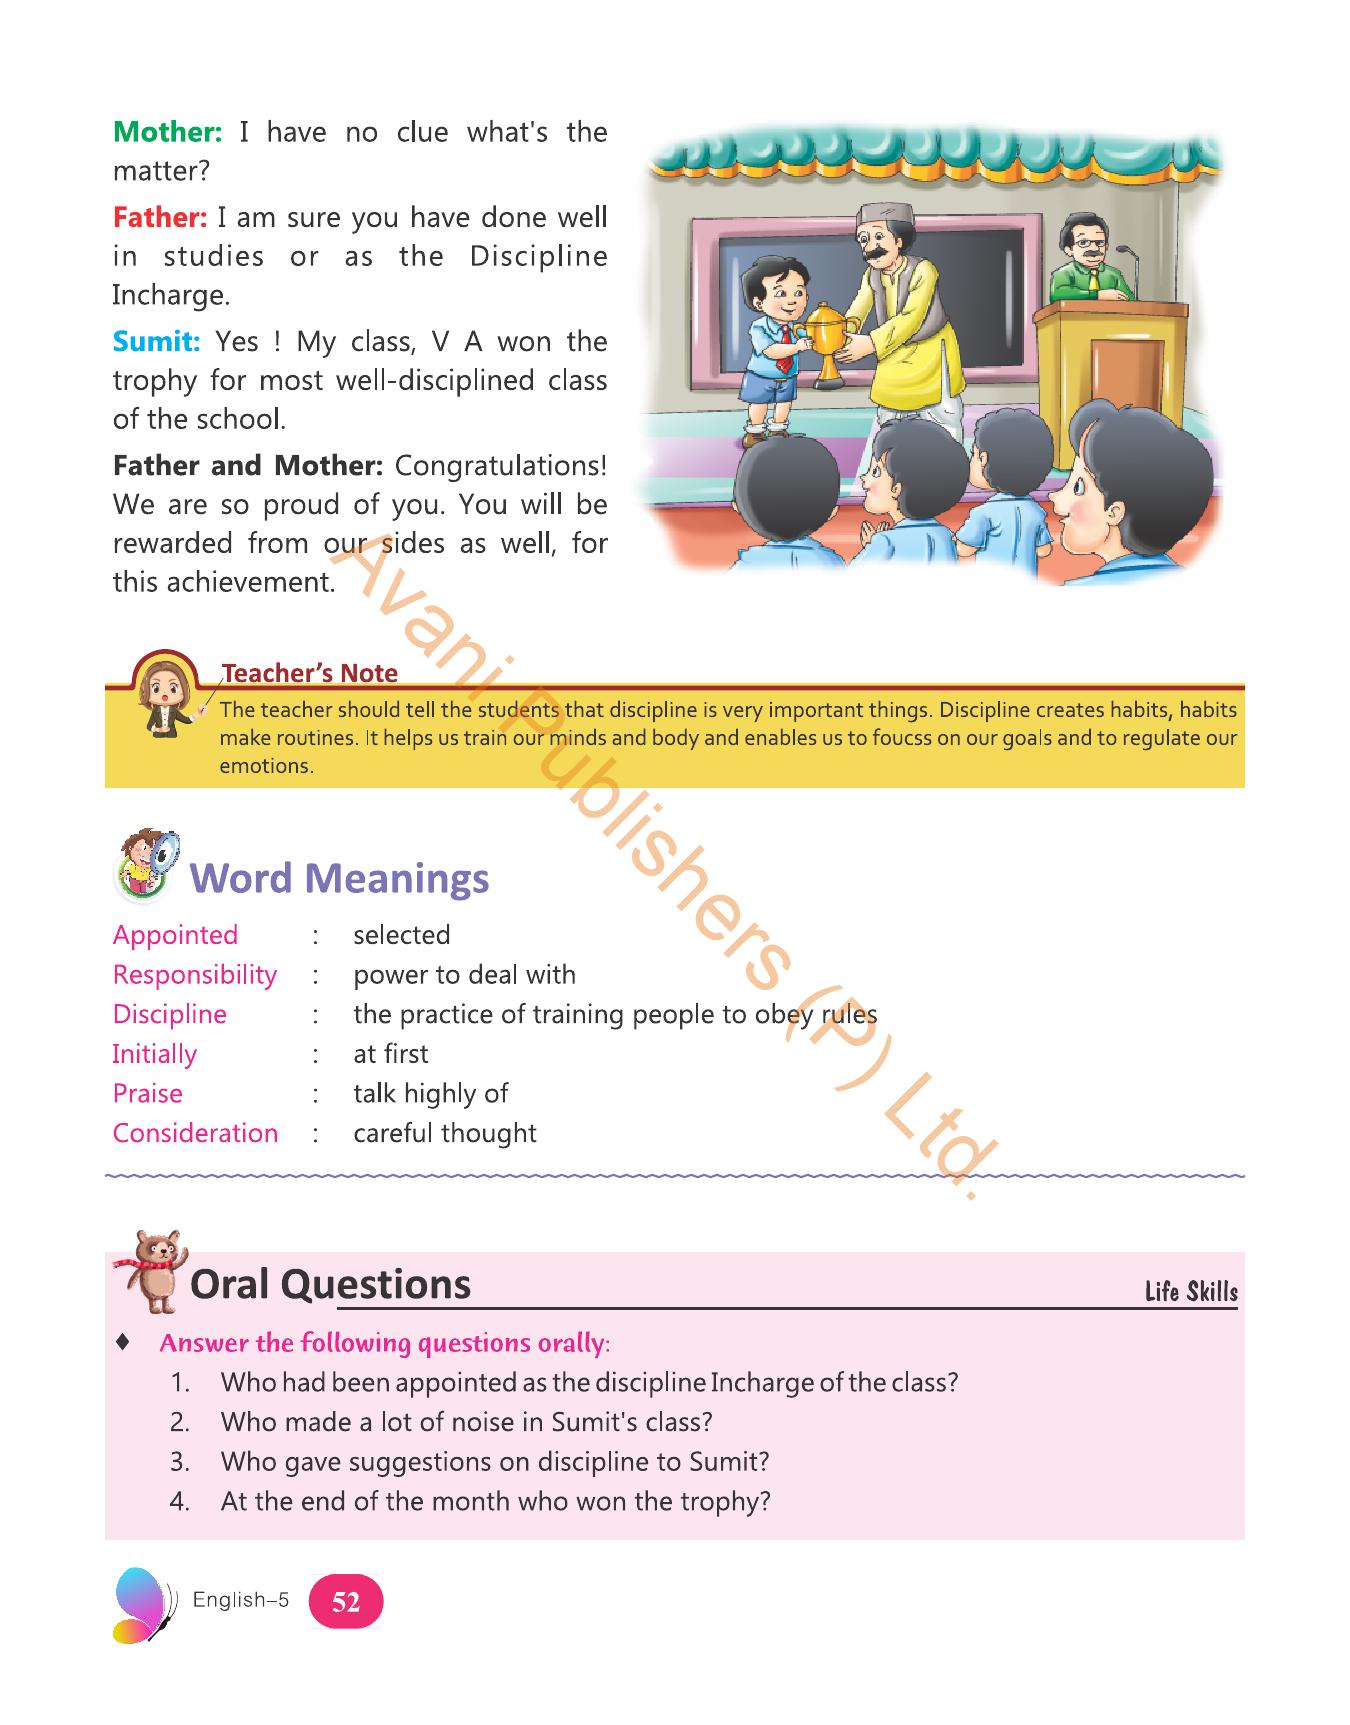 Mother: I have no clue what's the
matter?
Father: I am sure you have done well
in studies or as the Discipline
Incharge.
Sumit: Yes ! My class, V A won the
trophy for most well-disciplined class
of the school.
Father and Mother: Congratulations!
We are so proud of you. You will be
rewarded from our sides as well, for
this achievement.
Teacher's Note
The teacher should tell the students that discipline is very important things. Discipline creates habits, habits
make routines. It helps us train our minds and body and enables us to foucss on our goals and to regulate our
emotions.
Word Meanings
Appointed : selected
Responsibility : power to deal with
Discipline : the practice of training people to obey rules
Initially : at first
Praise : talk highly of
Consideration : careful thought
Avani Publishers (P) Ltd.
Oral Questions
Life Skills
♦ Answer the following questions orally:
1. Who had been appointed as the discipline Incharge of the class?
2. Who made a lot of noise in Sumit's class?
3. Who gave suggestions on discipline to Sumit?
4. At the end of the month who won the trophy?
English–5 52